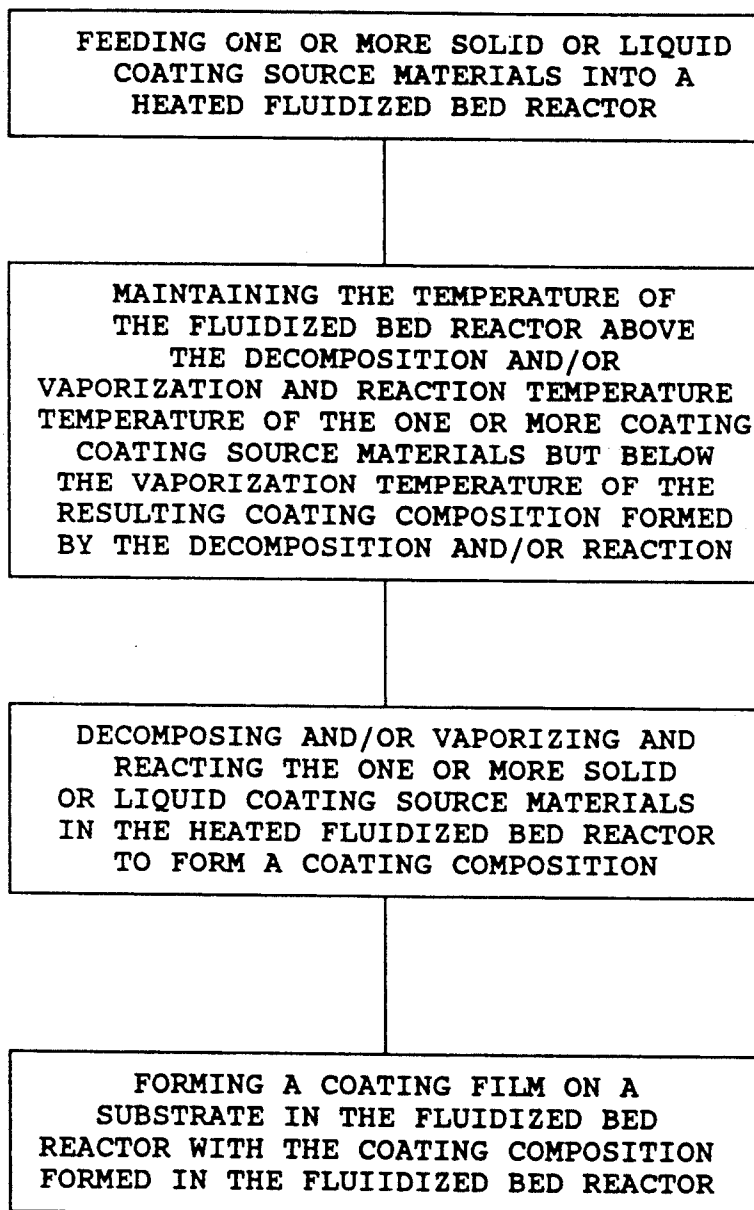 FEEDING ONE OR MORE SOLID OR LIQUID
COATING SOURCE MATERIALS INTO A
HEATED FLUIDIZED BED REACTOR
MAINTAINING THE TEMPERATURE OF
THE FLUIDIZED BED REACTOR ABOVE
THE DECOMPOSITION AND/OR
VAPORIZATION AND REACTION TEMPERATURE
TEMPERATURE OF THE ONE OR MORE COATING
COATING SOURCE MATERIALS BUT BELOW
THE VAPORIZATION TEMPERATURE OF THE
RESULTING COATING COMPOSITION FORMED
BY THE DECOMPOSITION AND/OR REACTION
DECOMPOSING AND/OR VAPORIZING AND
REACTING THE ONE OR MORE SOLID
OR LIQUID COATING SOURCE MATERIALS
IN THE HEATED FLUIDIZED BED REACTOR
TO FORM A COATING COMPOSITION
FORMING A COATING FILM ON A
SUBSTRATE IN THE FLUIDIZED BED
REACTOR WITH THE COATING COMPOSITION
FORMED IN THE FLUIIDIZED BED REACTOR